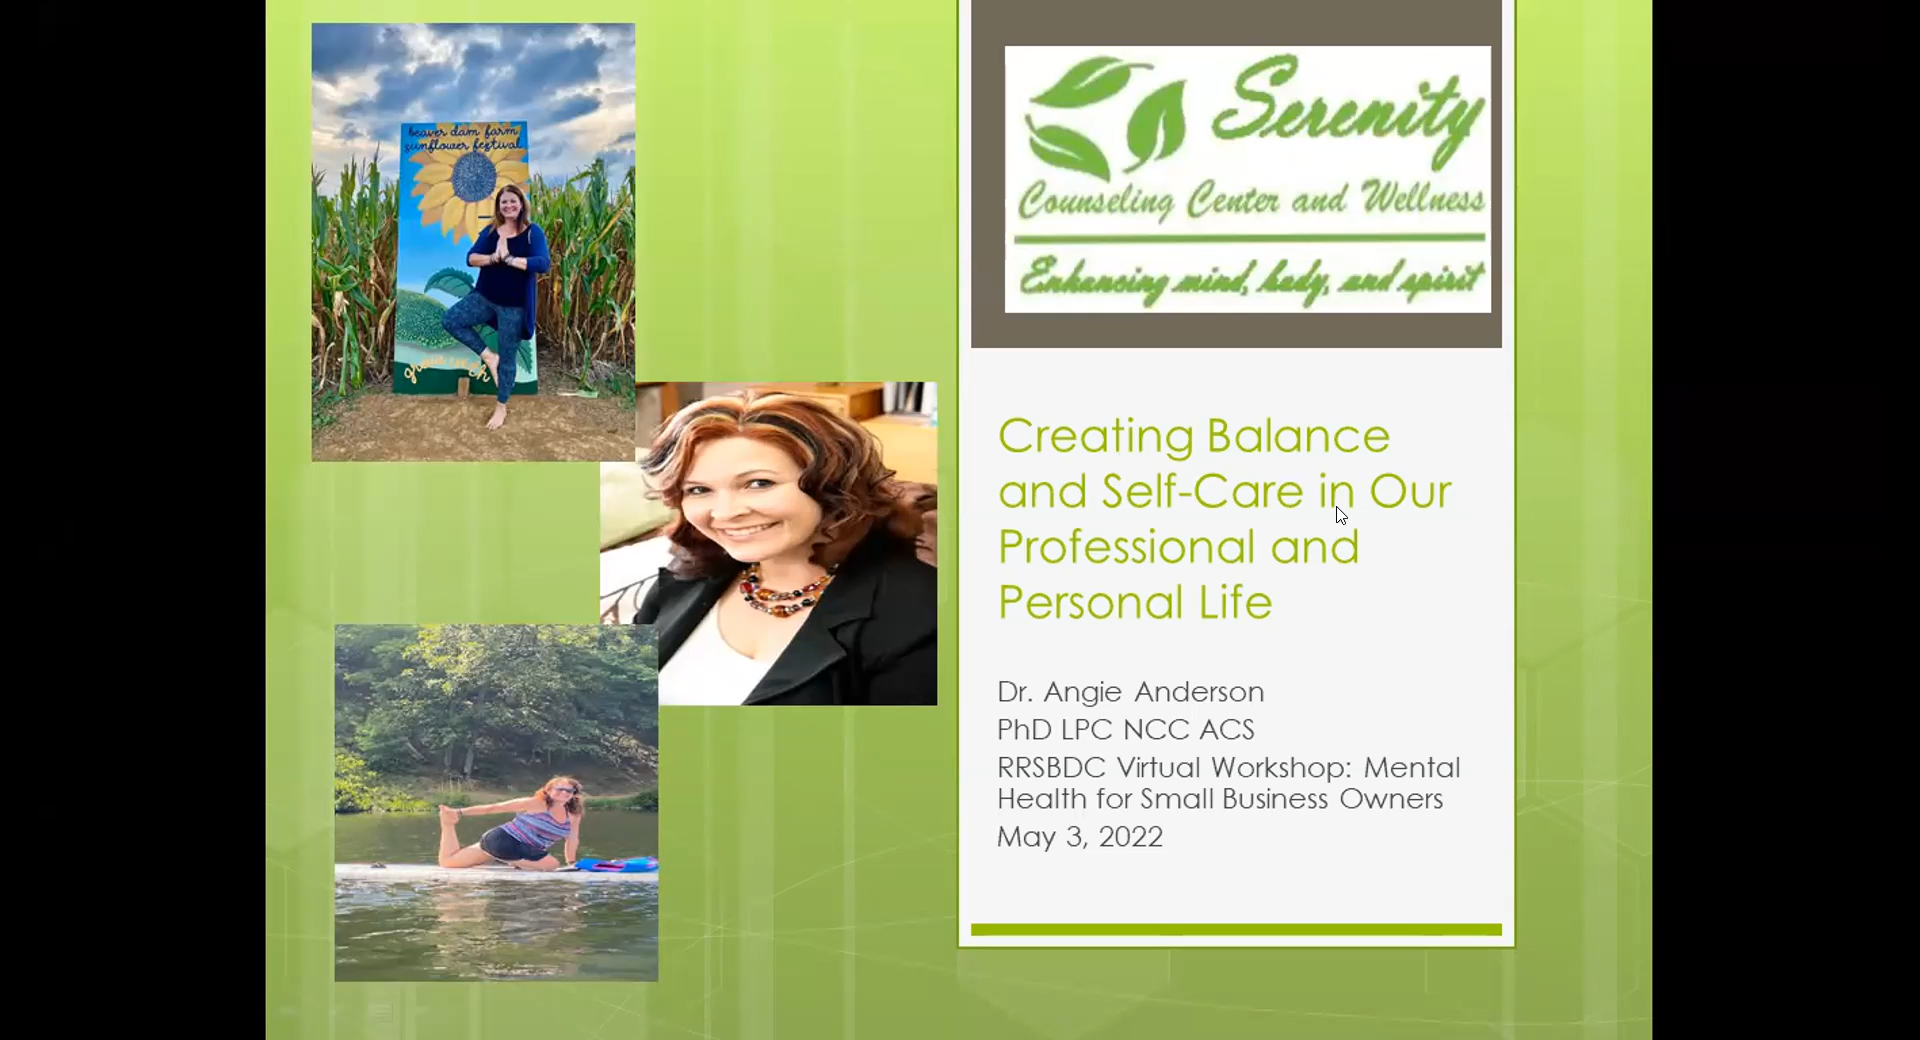 beaver dam farm
sunflower festival
Serenity
Counseling Center and Wellness
Enhancing mind, body, and spirit
Creating Balance
and Self-Care in Our
Professional and
Personal Life
Dr. Angie Anderson
PhD LPC NCC ACS
RRSBDC Virtual Workshop: Mental
Health for Small Business Owners
May 3, 2022